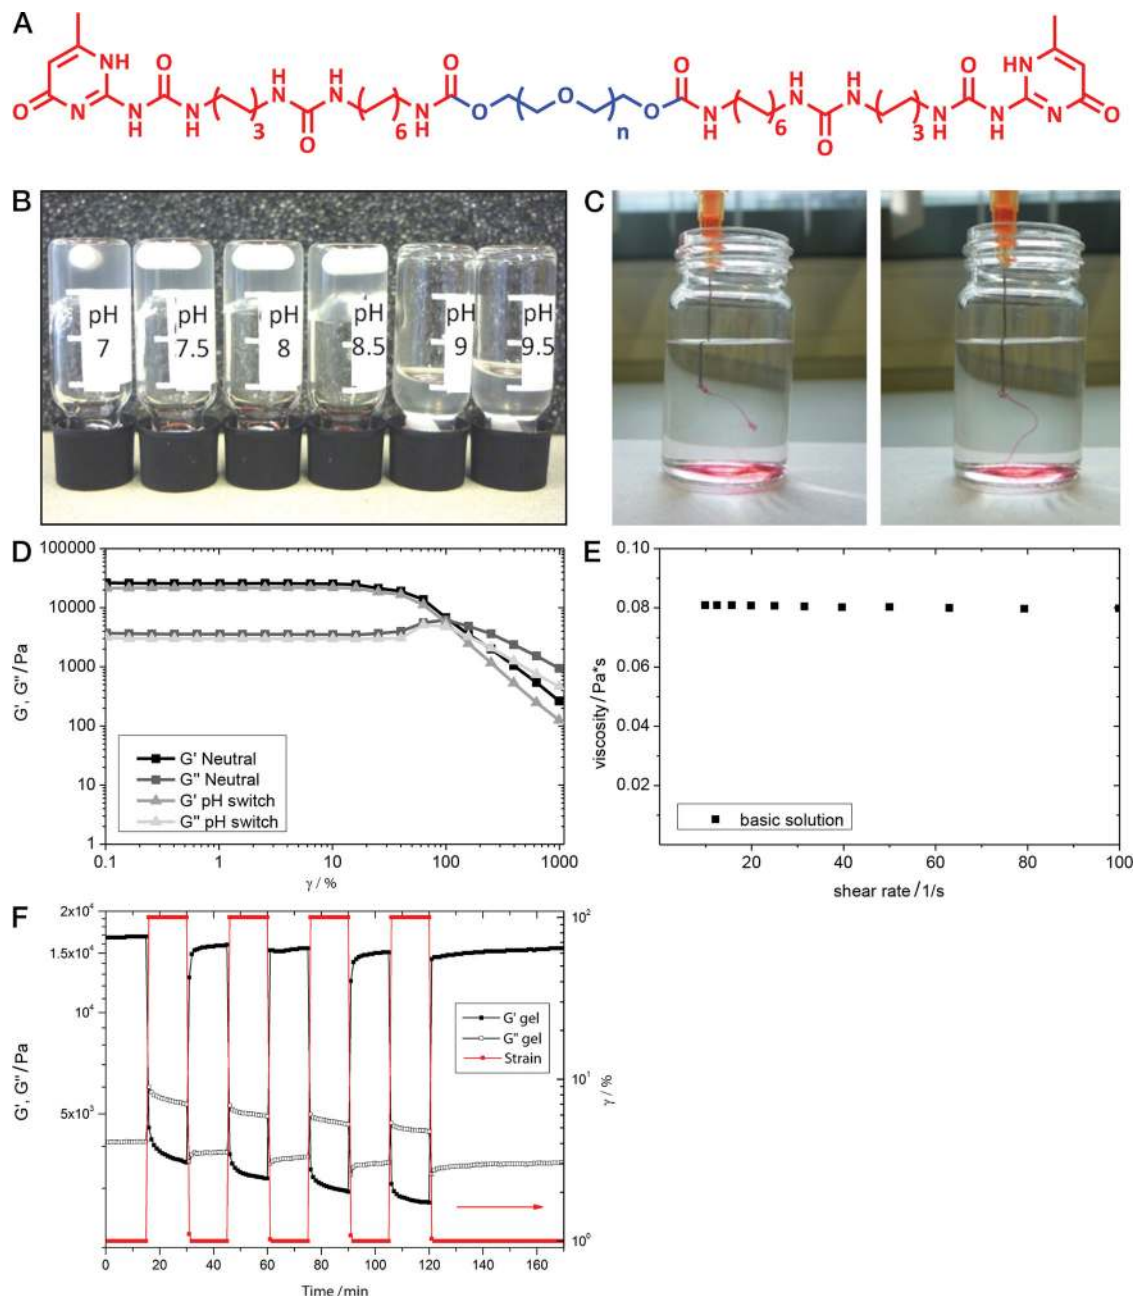 A
NH
N
O
N
H
O
N
H
3
H
N
O
H
N
6
H
N
O
O
O
n
O
O
N
H
6
H
N
O
H
N
3
N
H
O
N
H
HN
N
O
B
pH
7
pH
7.5
pH
8
pH
8.5
pH
9
pH
9.5
C
D
G', G'' / Pa
100000
10000
1000
100
10
1
0.1
1
10
100
1000
γ / %
G' Neutral
G'' Neutral
G' pH switch
G'' pH switch
E
viscosity / Pa*s
0.10
0.08
0.06
0.04
0.02
20
40
60
80
100
shear rate / 1/s
basic solution
F
G', G'' / Pa
2x10⁴
1.5x10⁴
10⁴
5x10³
0
20
40
60
80
100
120
140
160
Time /min
G' gel
G'' gel
Strain
10²
10¹
10⁰
γ / %